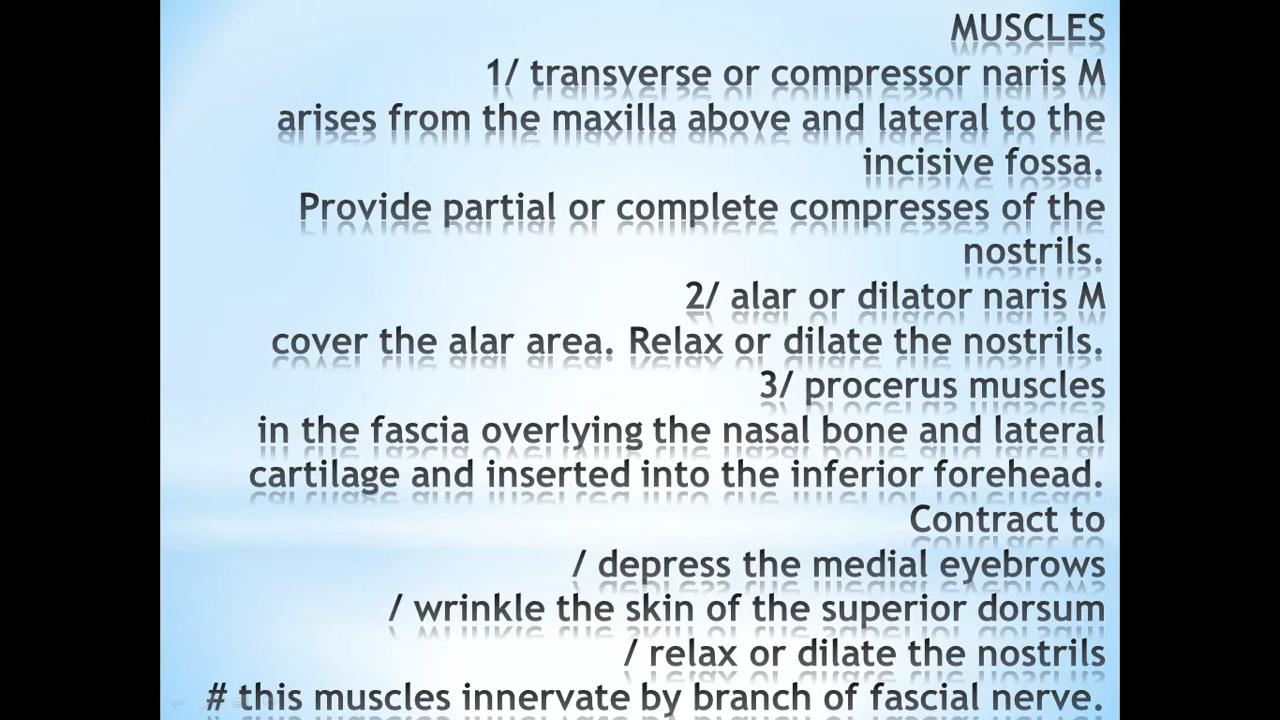 MUSCLES
1/ transverse or compressor naris M
arises from the maxilla above and lateral to the
incisive fossa.
Provide partial or complete compresses of the
nostrils.
2/ alar or dilator naris M
cover the alar area. Relax or dilate the nostrils.
3/ procerus muscles
in the fascia overlying the nasal bone and lateral
cartilage and inserted into the inferior forehead.
Contract to
/ depress the medial eyebrows
/ wrinkle the skin of the superior dorsum
/ relax or dilate the nostrils
# this muscles innervate by branch of fascial nerve.